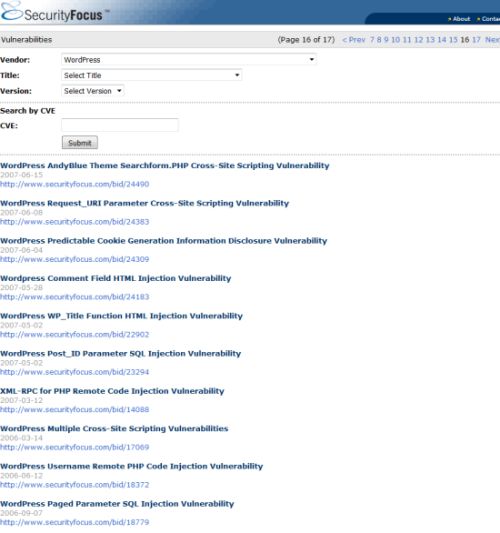 SecurityFocus™
About Conta
Vulnerabilities (Page 16 of 17) < Prev 7 8 9 10 11 12 13 14 15 16 17 Nex
Vendor: WordPress
Title: Select Title
Version: Select Version
Search by CVE
CVE:
Submit
WordPress AndyBlue Theme Searchform.PHP Cross-Site Scripting Vulnerability
2007-06-15
http://www.securityfocus.com/bid/24490
WordPress Request_URI Parameter Cross-Site Scripting Vulnerability
2007-06-08
http://www.securityfocus.com/bid/24383
WordPress Predictable Cookie Generation Information Disclosure Vulnerability
2007-06-04
http://www.securityfocus.com/bid/24309
Wordpress Comment Field HTML Injection Vulnerability
2007-05-28
http://www.securityfocus.com/bid/24183
WordPress WP_Title Function HTML Injection Vulnerability
2007-05-02
http://www.securityfocus.com/bid/22902
WordPress Post_ID Parameter SQL Injection Vulnerability
2007-05-02
http://www.securityfocus.com/bid/23294
XML-RPC for PHP Remote Code Injection Vulnerability
2007-03-12
http://www.securityfocus.com/bid/14088
WordPress Multiple Cross-Site Scripting Vulnerabilities
2006-03-14
http://www.securityfocus.com/bid/17069
WordPress Username Remote PHP Code Injection Vulnerability
2006-06-12
http://www.securityfocus.com/bid/18372
WordPress Paged Parameter SQL Injection Vulnerability
2006-09-07
http://www.securityfocus.com/bid/18779